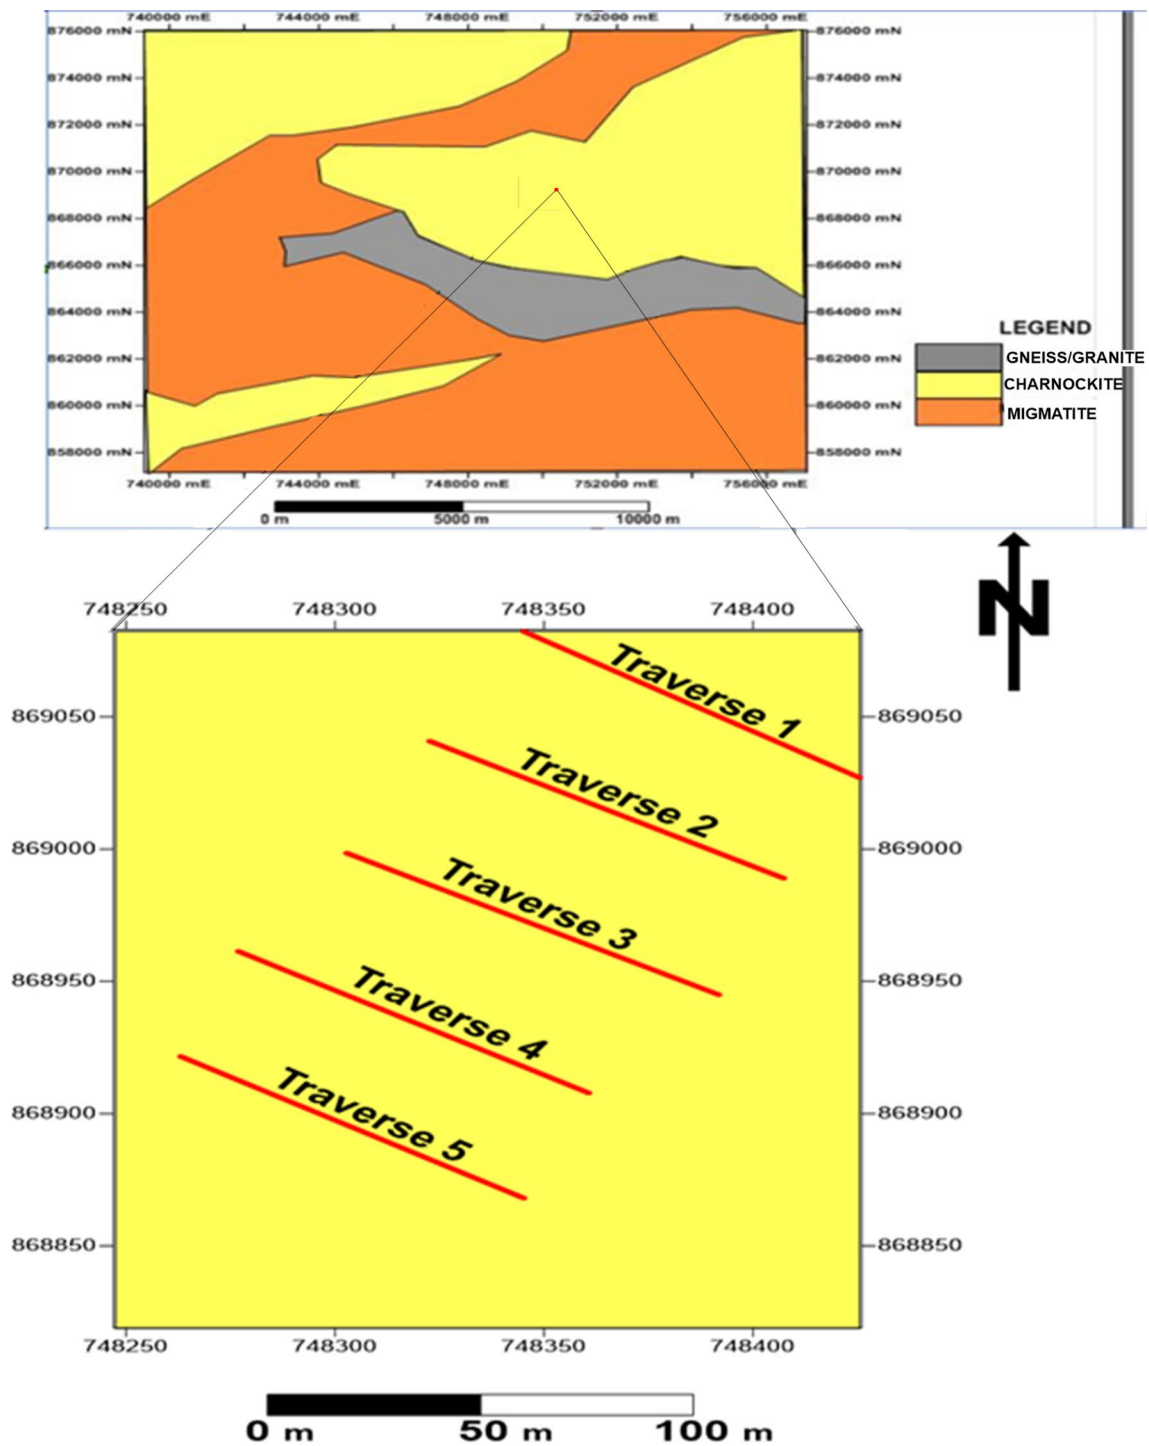 740000 mE 744000 mE 748000 mE 752000 mE 756000 mE
876000 mN 876000 mN
874000 mN 874000 mN
872000 mN 872000 mN
870000 mN 870000 mN
868000 mN 868000 mN
866000 mN 866000 mN
864000 mN 864000 mN
LEGEND
GNEISS/GRANITE
862000 mN 862000 mN
CHARNOCKITE
860000 mN 860000 mN
MIGMATITE
858000 mN 858000 mN
740000 mE 744000 mE 748000 mE 752000 mE 756000 mE
0 m 5000 m 10000 m
N
748250 748300 748350 748400
Traverse 1
869050 869050
Traverse 2
869000 869000
Traverse 3
868950 868950
Traverse 4
868900 868900
Traverse 5
868850 868850
748250 748300 748350 748400
0 m 50 m 100 m